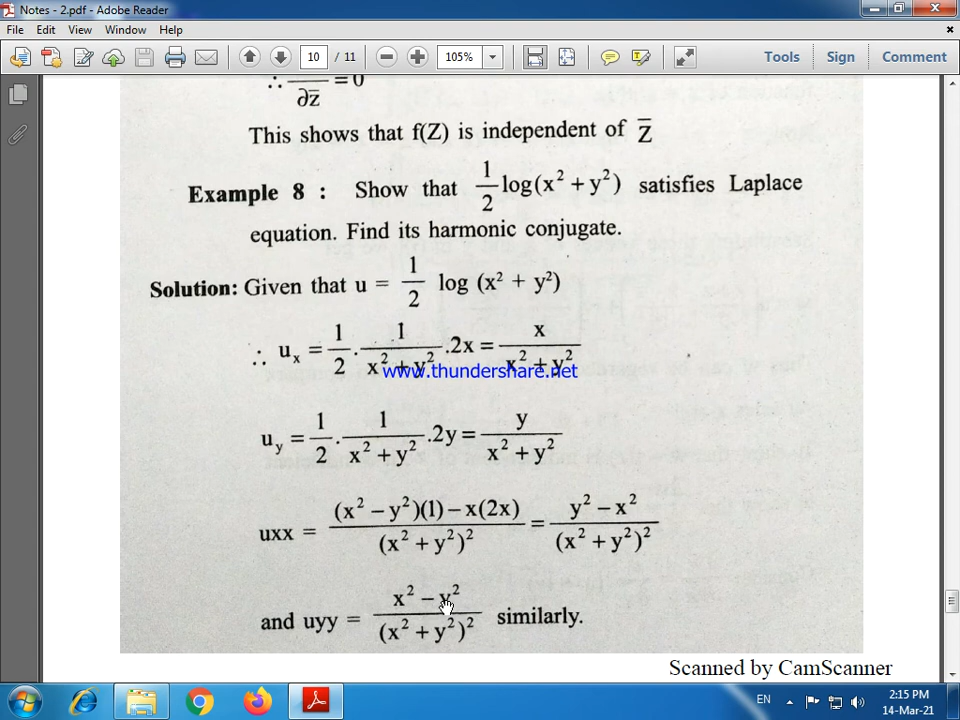 Notes - 2.pdf - Adobe Reader
File Edit View Window Help
10 / 11 105% Tools Sign Comment
∴ ─── = 0
∂z̅
This shows that f(Z) is independent of Z̅
Example 8 : Show that 1/2 log(x² + y²) satisfies Laplace
equation. Find its harmonic conjugate.
Solution: Given that u = 1/2 log (x² + y²)
∴ uₓ = 1/2 . 1/(x² + y²) .2x = x/(x² + y²)
www.thundershare.net
u_y = 1/2 . 1/(x² + y²) .2y = y/(x² + y²)
uxx = ((x² − y²)(1) − x(2x))/(x² + y²)² = (y² − x²)/(x² + y²)²
and uyy = (x² − y²)/(x² + y²)² similarly.
Scanned by CamScanner
EN 2:15 PM
14-Mar-21